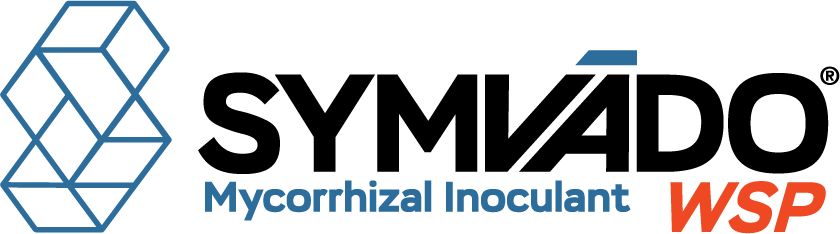 SYMVÁDO®
Mycorrhizal Inoculant WSP